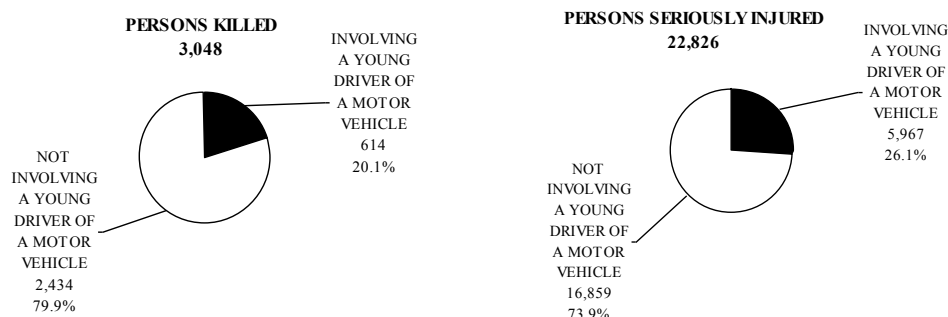 PERSONS KILLED
3,048
INVOLVING
A YOUNG
DRIVER OF
A MOTOR
VEHICLE
614
20.1%
NOT
INVOLVING
A YOUNG
DRIVER OF
A MOTOR
VEHICLE
2,434
79.9%
PERSONS SERIOUSLY INJURED
22,826
INVOLVING
A YOUNG
DRIVER OF
A MOTOR
VEHICLE
5,967
26.1%
NOT
INVOLVING
A YOUNG
DRIVER OF
A MOTOR
VEHICLE
16,859
73.9%